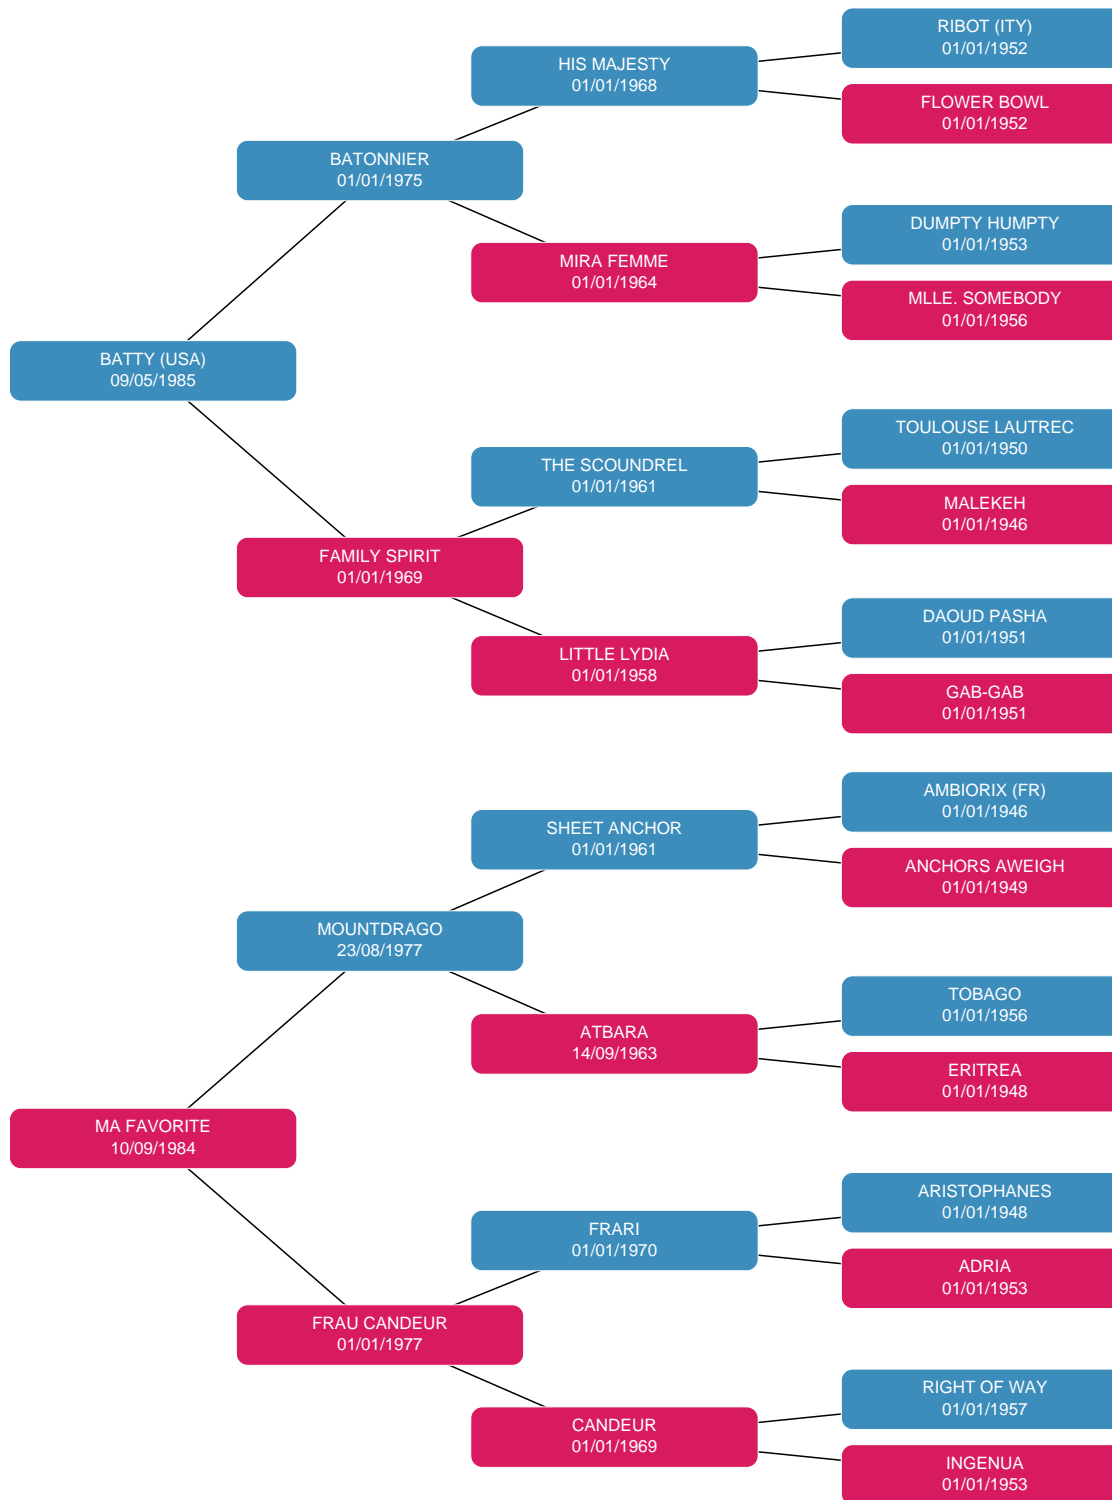 RIBOT (ITY)
01/01/1952
HIS MAJESTY
01/01/1968
FLOWER BOWL
01/01/1952
BATONNIER
01/01/1975
DUMPTY HUMPTY
01/01/1953
MIRA FEMME
01/01/1964
MLLE. SOMEBODY
01/01/1956
BATTY (USA)
09/05/1985
TOULOUSE LAUTREC
01/01/1950
THE SCOUNDREL
01/01/1961
MALEKEH
01/01/1946
FAMILY SPIRIT
01/01/1969
DAOUD PASHA
01/01/1951
LITTLE LYDIA
01/01/1958
GAB-GAB
01/01/1951
AMBIORIX (FR)
01/01/1946
SHEET ANCHOR
01/01/1961
ANCHORS AWEIGH
01/01/1949
MOUNTDRAGO
23/08/1977
TOBAGO
01/01/1956
ATBARA
14/09/1963
ERITREA
01/01/1948
MA FAVORITE
10/09/1984
ARISTOPHANES
01/01/1948
FRARI
01/01/1970
ADRIA
01/01/1953
FRAU CANDEUR
01/01/1977
RIGHT OF WAY
01/01/1957
CANDEUR
01/01/1969
INGENUA
01/01/1953